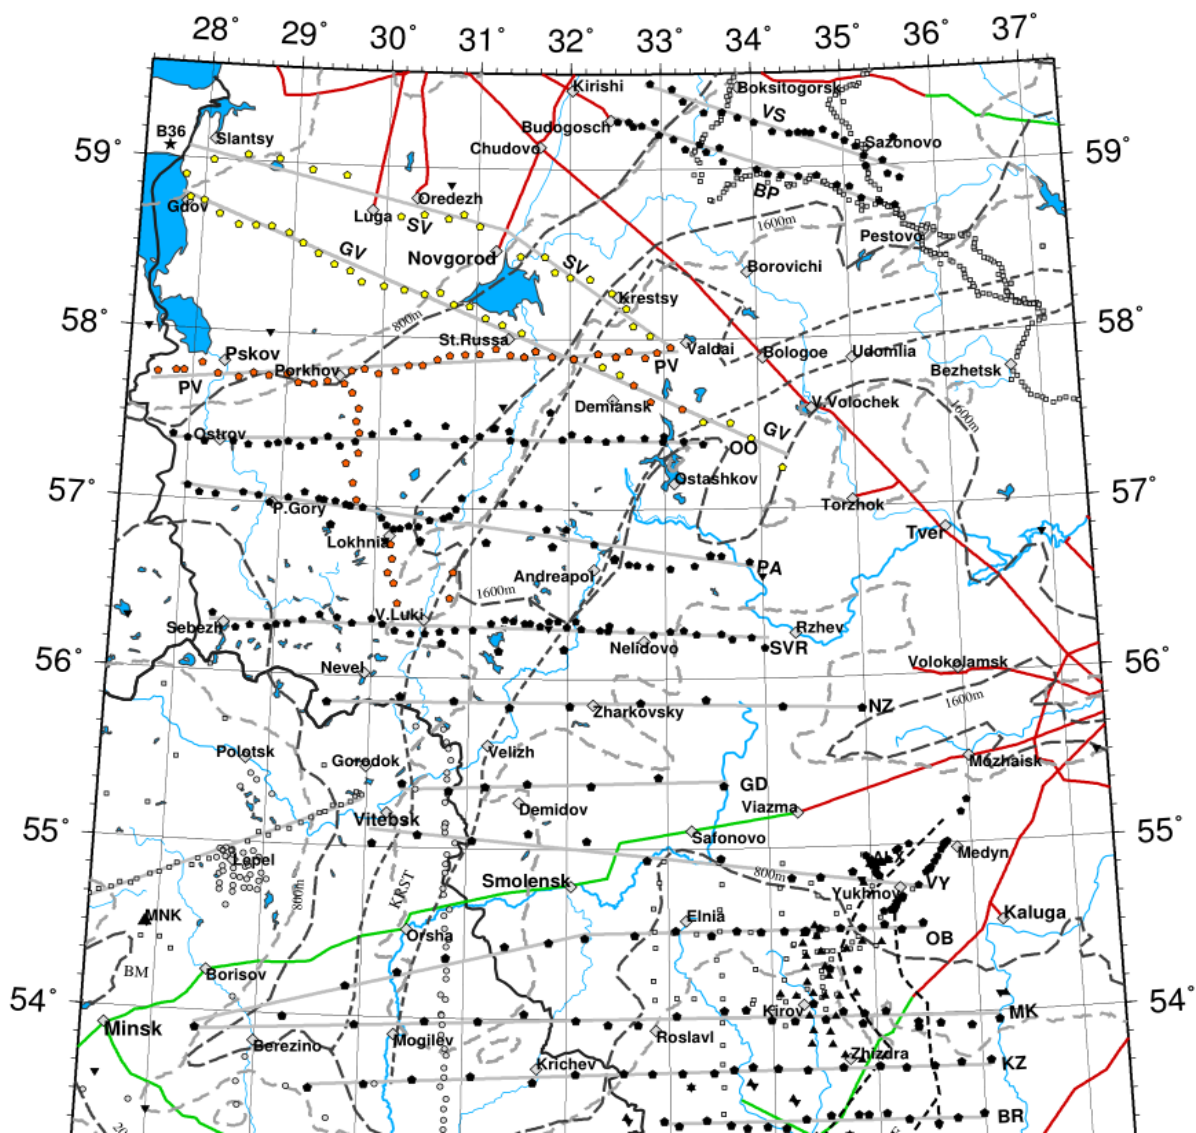 28° 29° 30° 31° 32° 33° 34° 35° 36° 37°
Kirishi
Boksitogorsk
VS
B36
Slantsy
Budogosch
Chudovo
Sazonovo
59°
59°
BP
Oredezh
Gdov
Luga
SV
1600m
Pestovo
GV
Novgorod
SV
Borovichi
Krestsy
58°
800m
58°
St.Russa
Valdai
Bologoe
Udomlia
Pskov
Porkhov
PV
Bezhetsk
PV
Demiansk
V.Volochek
1600m
Ostrov
GV
OO
Ostashkov
57°
57°
P.Gory
Torzhok
Tver
Lokhnia
Andreapol
PA
1600m
V.Luki
Sebezh
Rzhev
Nelidovo
SVR
56°
56°
Nevel
Volokolamsk
1600m
Zharkovsky
NZ
Polotsk
Velizh
Gorodok
Mozhaisk
GD
Demidov
Viazma
Vitebsk
55°
55°
Safonovo
Lepel
AL
Medyn
800m
Smolensk
VY
Yukhnov
800m
KRST
MNK
Elnia
Kaluga
Orsha
OB
BM
Borisov
54°
54°
Kirov
MK
Minsk
Berezino
Mogilev
Roslavl
Zhizdra
Krichev
KZ
BR